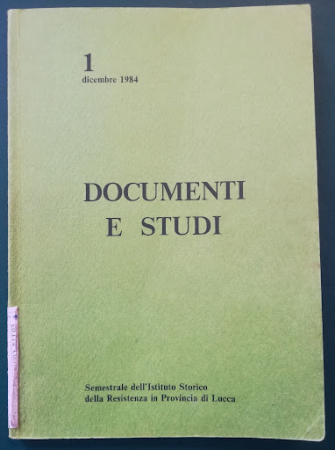 1
dicembre 1984
DOCUMENTI
E STUDI
Semestrale dell'Istituto Storico
della Resistenza in Provincia di Lucca